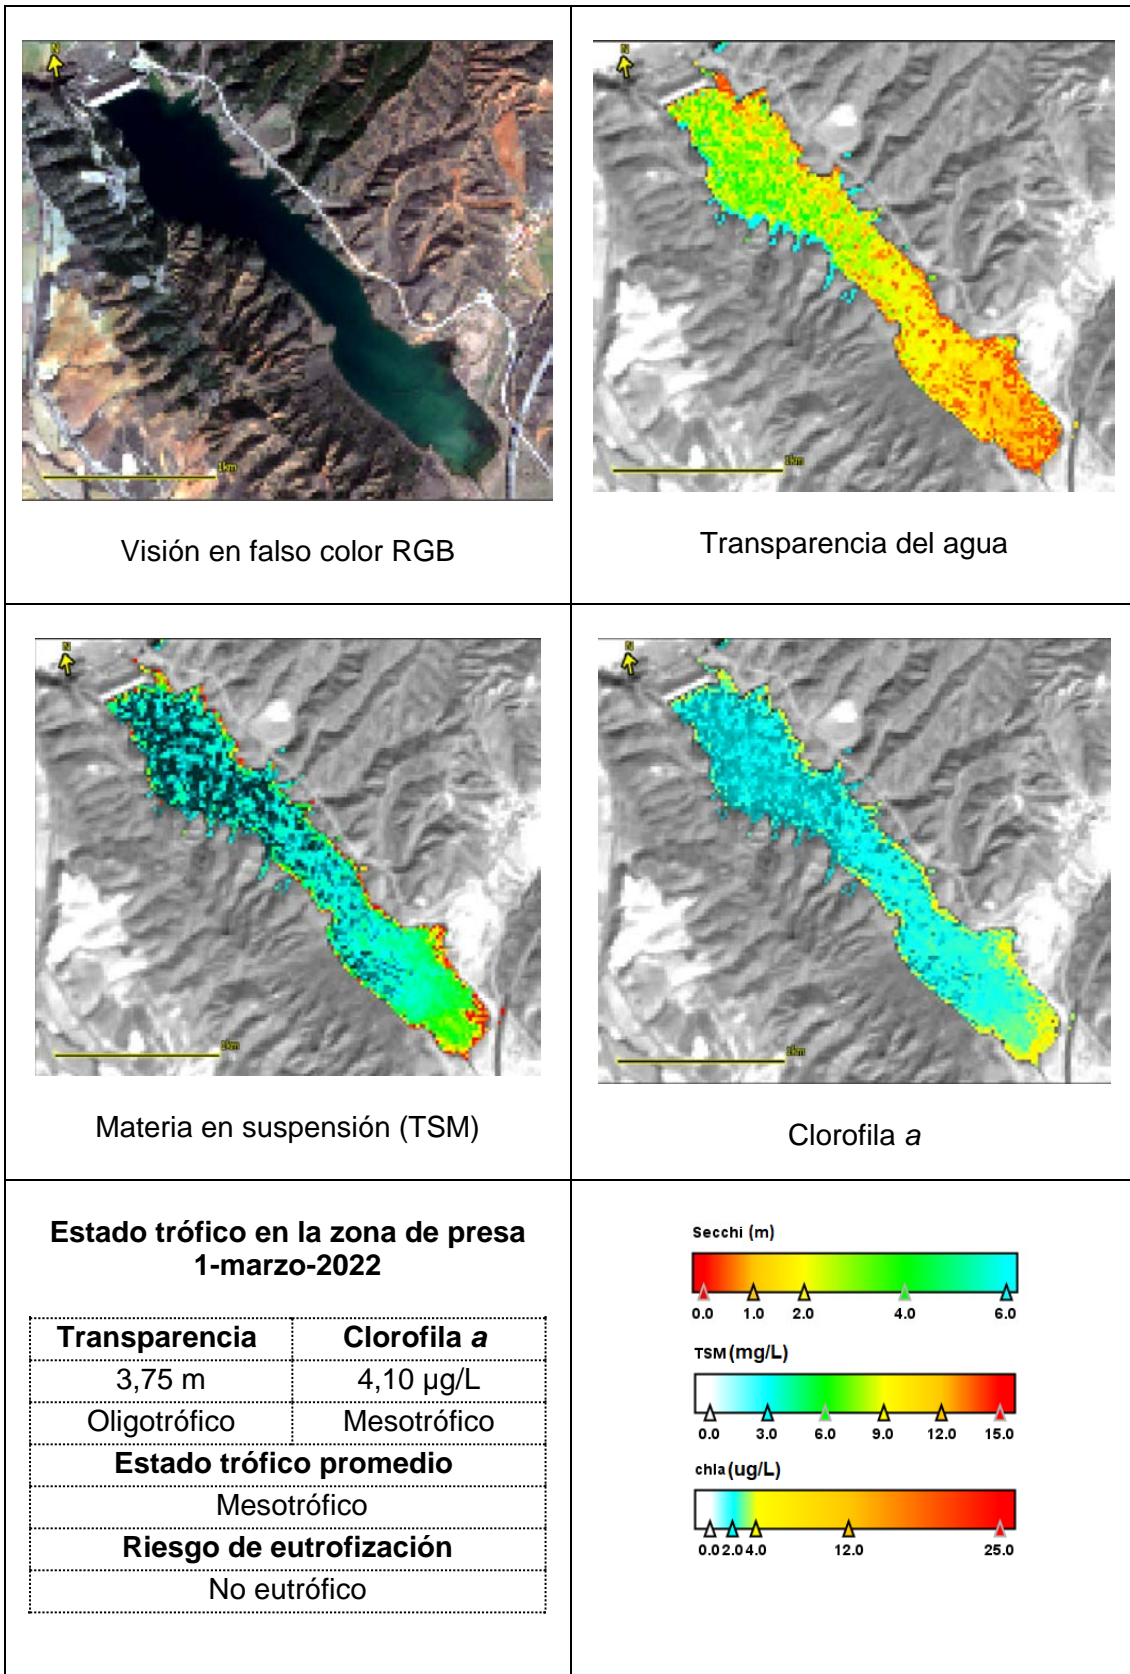 N
1km
Visión en falso color RGB
N
1km
Transparencia del agua
N
1km
Materia en suspensión (TSM)
N
1km
Clorofila a
Estado trófico en la zona de presa
1-marzo-2022
Transparencia Clorofila a
3,75 m 4,10 µg/L
Oligotrófico Mesotrófico
Estado trófico promedio
Mesotrófico
Riesgo de eutrofización
No eutrófico
Secchi (m)
0.0 1.0 2.0 4.0 6.0
TSM (mg/L)
0.0 3.0 6.0 9.0 12.0 15.0
chla (ug/L)
0.0 2.0 4.0 12.0 25.0